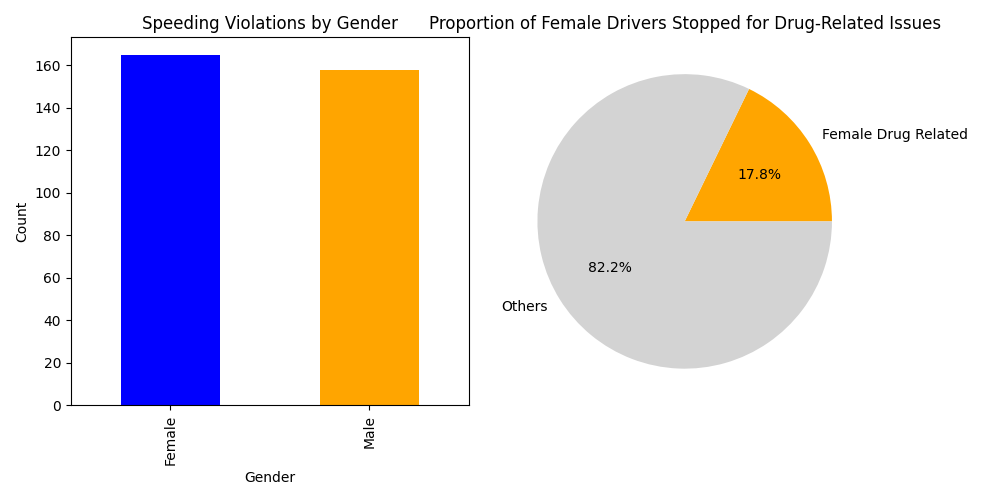 Speeding Violations by Gender
160
140
120
100
80
60
40
20
0
Count
Female
Male
Gender
Proportion of Female Drivers Stopped for Drug-Related Issues
Female Drug Related
17.8%
82.2%
Others